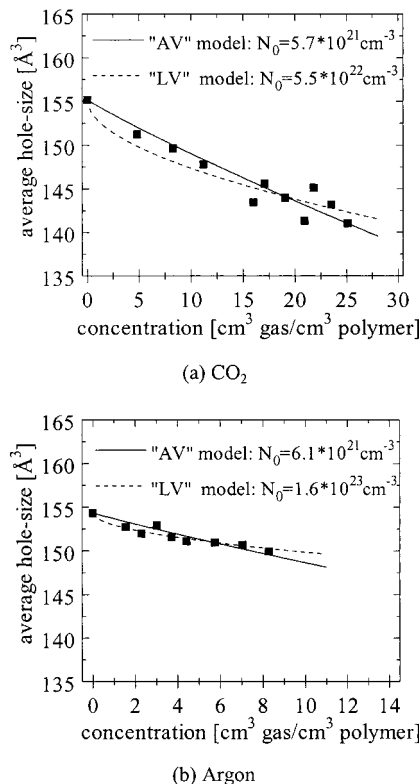 165
160
155
150
145
140
135
average hole-size [Å³]
"AV" model: N₀=5.7*10²¹cm⁻³
"LV" model: N₀=5.5*10²²cm⁻³
0 5 10 15 20 25 30
concentration [cm³ gas/cm³ polymer]
(a) CO₂
165
160
155
150
145
140
135
average hole-size [Å³]
"AV" model: N₀=6.1*10²¹cm⁻³
"LV" model: N₀=1.6*10²³cm⁻³
0 2 4 6 8 10 12 14
concentration [cm³ gas/cm³ polymer]
(b) Argon